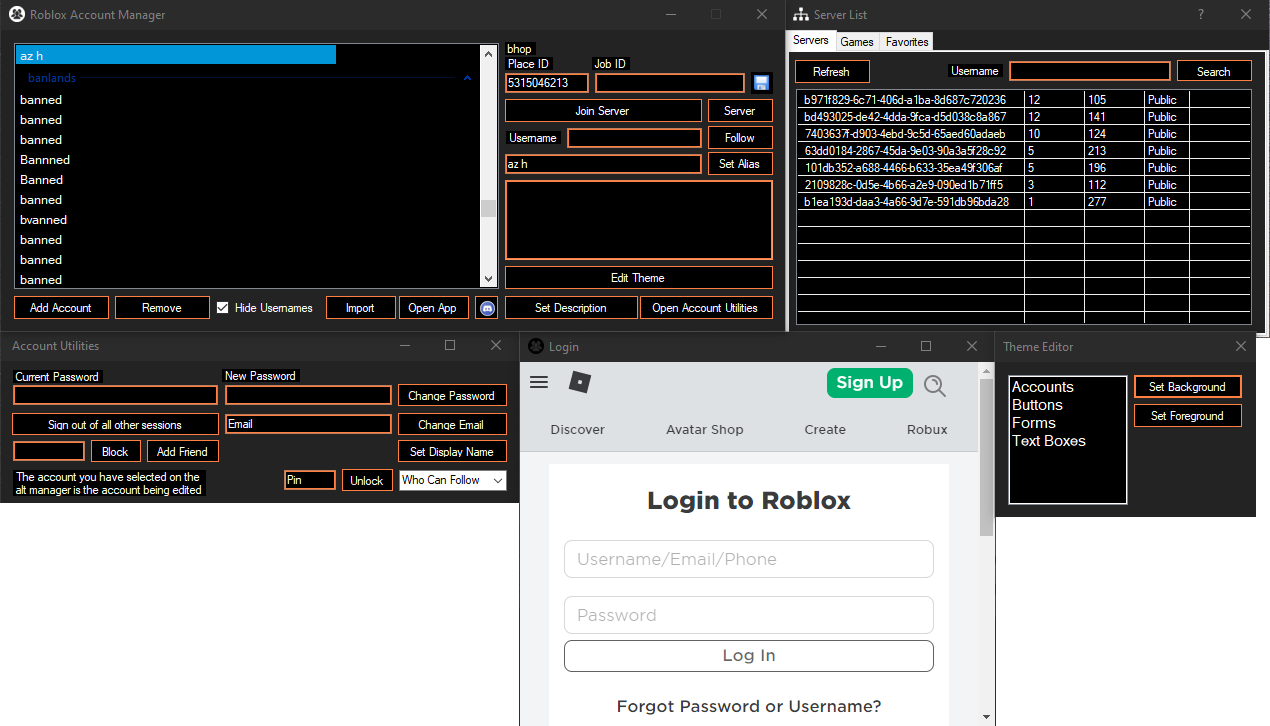 Roblox Account Manager
az h
banlands
banned
banned
banned
Bannned
Banned
banned
bvanned
banned
banned
banned
Add Account
Remove
Hide Usernames
Import
Open App
bhop
Place ID
Job ID
5315046213
Join Server
Server
Username
Follow
az h
Set Alias
Edit Theme
Set Description
Open Account Utilities
Server List
?
Servers
Games
Favorites
Refresh
Username
Search
b971f829-6c71-406d-a1ba-8d687c720236 12 105 Public
bd493025-de42-4dda-9fca-d5d038c8a867 12 141 Public
7403637f-d903-4ebd-9c5d-65aed60adaeb 10 124 Public
63dd0184-2867-45da-9e03-90a3a5f28c92 5 213 Public
101db352-a688-4466-b633-35ea49f306af 5 196 Public
2109828c-0d5e-4b66-a2e9-090ed1b71ff5 3 112 Public
b1ea193d-daa3-4a66-9d7e-591db96bda28 1 277 Public
Account Utilities
Current Password
New Password
Change Password
Sign out of all other sessions
Email
Change Email
Block
Add Friend
Set Display Name
The account you have selected on the
alt manager is the account being edited
Pin
Unlock
Who Can Follow
Login
Sign Up
Discover
Avatar Shop
Create
Robux
Login to Roblox
Username/Email/Phone
Password
Log In
Forgot Password or Username?
Theme Editor
Accounts
Buttons
Forms
Text Boxes
Set Background
Set Foreground